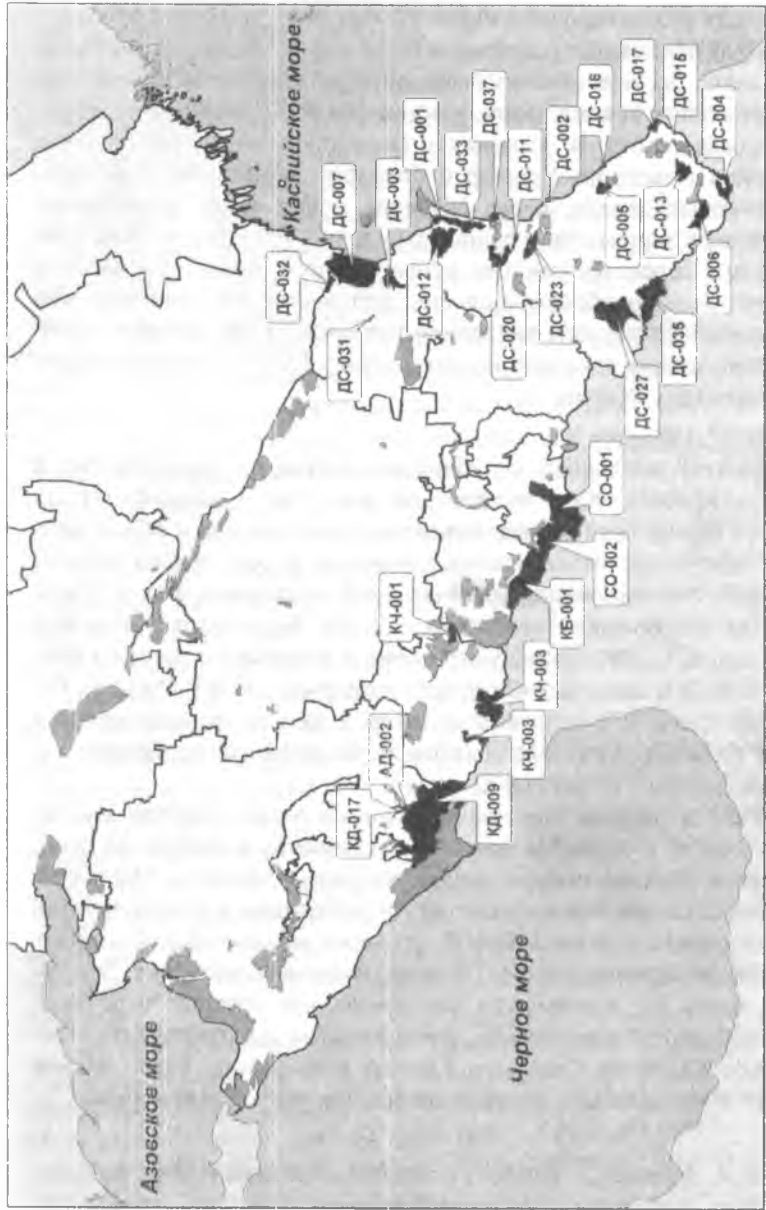 Азовское море
Черное море
Каспийское море
КД-017
АД-002
КД-009
КЧ-003
КЧ-003
КЧ-001
КБ-001
СО-002
СО-001
ДС-032
ДС-007
ДС-031
ДС-003
ДС-001
ДС-012
ДС-033
ДС-037
ДС-020
ДС-011
ДС-023
ДС-002
ДС-016
ДС-017
ДС-015
ДС-004
ДС-005
ДС-013
ДС-006
ДС-035
ДС-027